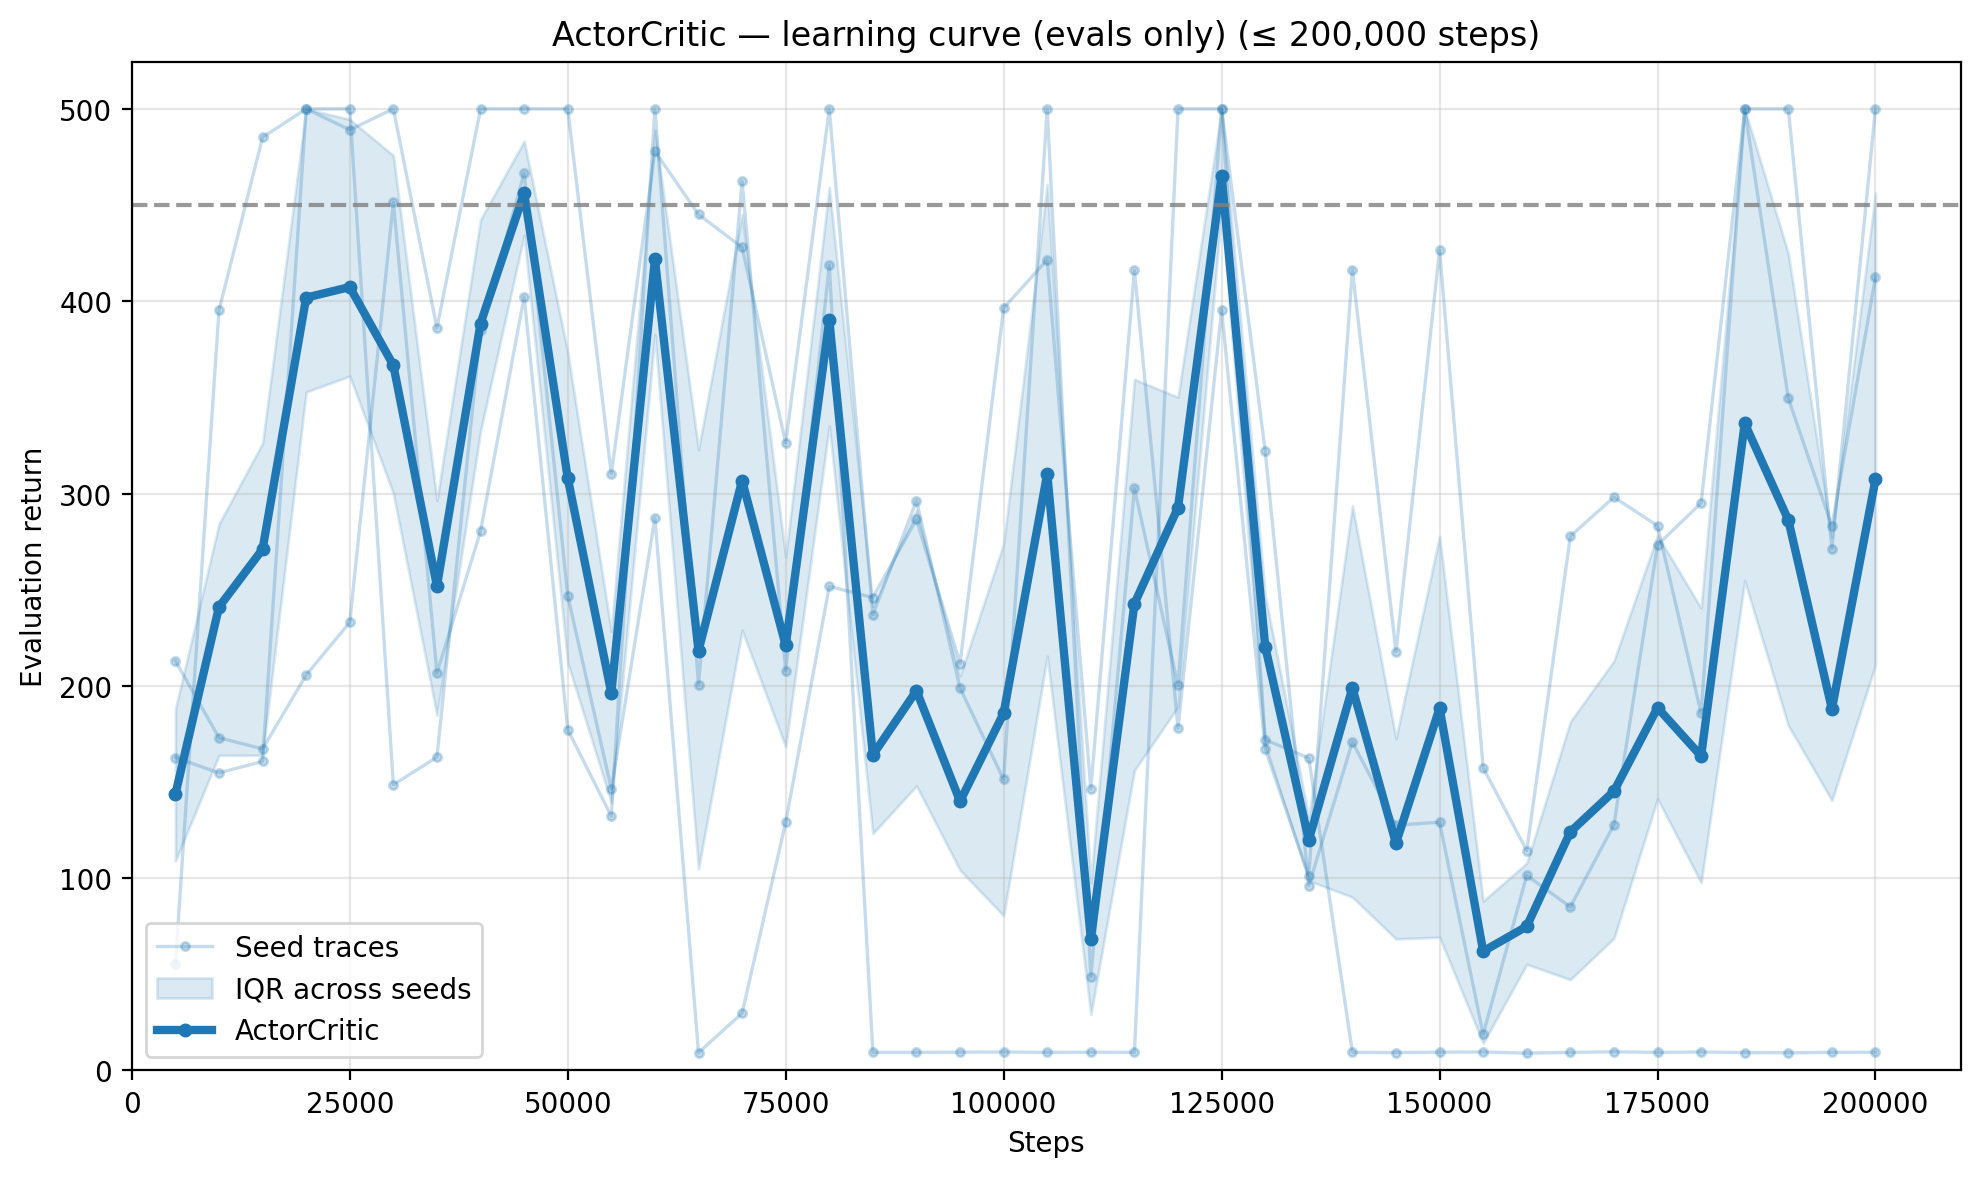 ActorCritic — learning curve (evals only) (≤ 200,000 steps)
Evaluation return
500
400
300
200
100
0
Seed traces
IQR across seeds
ActorCritic
0 25000 50000 75000 100000 125000 150000 175000 200000
Steps